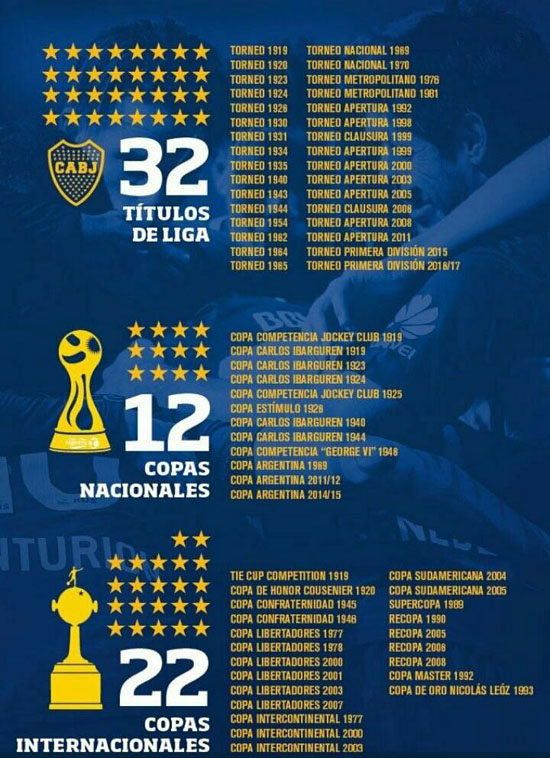 TORNEO 1919
TORNEO 1920
TORNEO 1923
TORNEO 1924
TORNEO 1926
TORNEO 1930
TORNEO 1931
TORNEO 1934
TORNEO 1935
TORNEO 1940
TORNEO 1943
TORNEO 1944
TORNEO 1954
TORNEO 1962
TORNEO 1964
TORNEO 1965
TORNEO NACIONAL 1969
TORNEO NACIONAL 1970
TORNEO METROPOLITANO 1976
TORNEO METROPOLITANO 1981
TORNEO APERTURA 1992
TORNEO APERTURA 1998
TORNEO CLAUSURA 1999
TORNEO APERTURA 1999
TORNEO APERTURA 2000
TORNEO APERTURA 2003
TORNEO APERTURA 2005
TORNEO CLAUSURA 2006
TORNEO APERTURA 2008
TORNEO APERTURA 2011
TORNEO PRIMERA DIVISIÓN 2015
TORNEO PRIMERA DIVISIÓN 2016/17
CABJ
32
TÍTULOS
DE LIGA
COPA COMPETENCIA JOCKEY CLUB 1919
COPA CARLOS IBARGUREN 1919
COPA CARLOS IBARGUREN 1923
COPA CARLOS IBARGUREN 1924
COPA COMPETENCIA JOCKEY CLUB 1925
COPA ESTÍMULO 1926
COPA CARLOS IBARGUREN 1940
COPA CARLOS IBARGUREN 1944
COPA COMPETENCIA “GEORGE VI” 1946
COPA ARGENTINA 1969
COPA ARGENTINA 2011/12
COPA ARGENTINA 2014/15
12
COPAS
NACIONALES
TIE CUP COMPETITION 1919
COPA DE HONOR COUSENIER 1920
COPA CONFRATERNIDAD 1945
COPA CONFRATERNIDAD 1946
COPA LIBERTADORES 1977
COPA LIBERTADORES 1978
COPA LIBERTADORES 2000
COPA LIBERTADORES 2001
COPA LIBERTADORES 2003
COPA LIBERTADORES 2007
COPA INTERCONTINENTAL 1977
COPA INTERCONTINENTAL 2000
COPA INTERCONTINENTAL 2003
COPA SUDAMERICANA 2004
COPA SUDAMERICANA 2005
SUPERCOPA 1989
RECOPA 1990
RECOPA 2005
RECOPA 2006
RECOPA 2008
COPA MASTER 1992
COPA DE ORO NICOLÁS LEÓZ 1993
22
COPAS
INTERNACIONALES